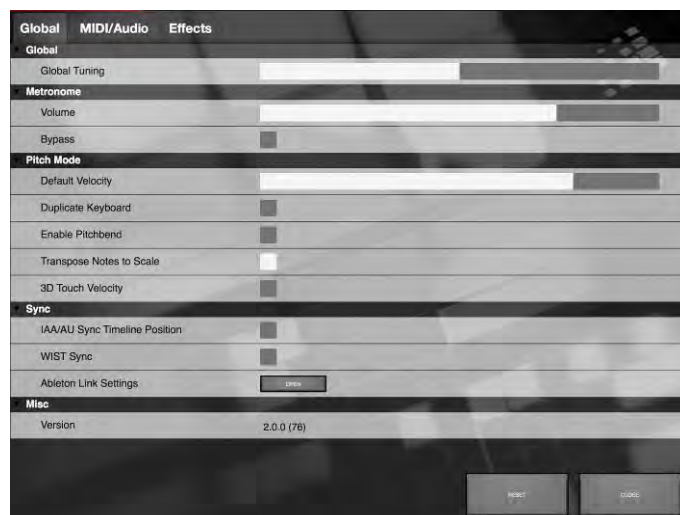 Global MIDI/Audio Effects
Global
Global Tuning
Metronome
Volume
Bypass
Pitch Mode
Default Velocity
Duplicate Keyboard
Enable Pitchbend
Transpose Notes to Scale
3D Touch Velocity
Sync
IAA/AU Sync Timeline Position
WIST Sync
Ableton Link Settings OPEN
Misc
Version 2.0.0 (76)
RESET CLOSE